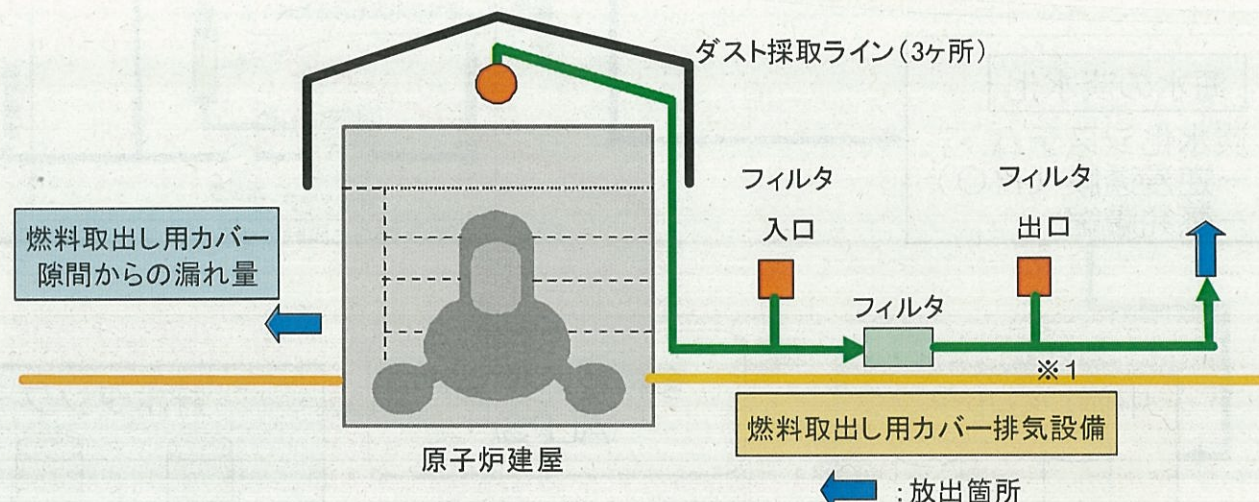 ダスト採取ライン(3ヶ所)
フィルタ
入口
フィルタ
出口
燃料取出し用カバー
隙間からの漏れ量
フィルタ
※1
燃料取出し用カバー排気設備
原子炉建屋
:放出箇所